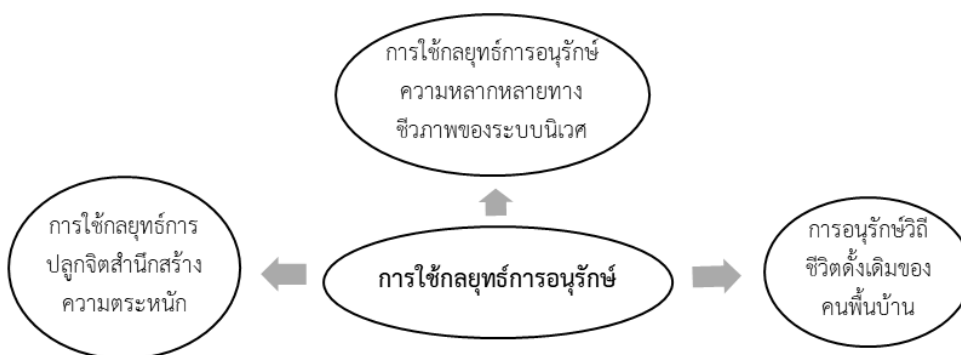 การใช้กลยุทธ์การอนุรักษ์
ความหลากหลายทาง
ชีวภาพของระบบนิเวศ
การใช้กลยุทธ์การ
ปลูกจิตสำนึกสร้าง
ความตระหนัก
การใช้กลยุทธ์การอนุรักษ์
การอนุรักษ์วิถี
ชีวิตดั้งเดิมของ
คนพื้นบ้าน